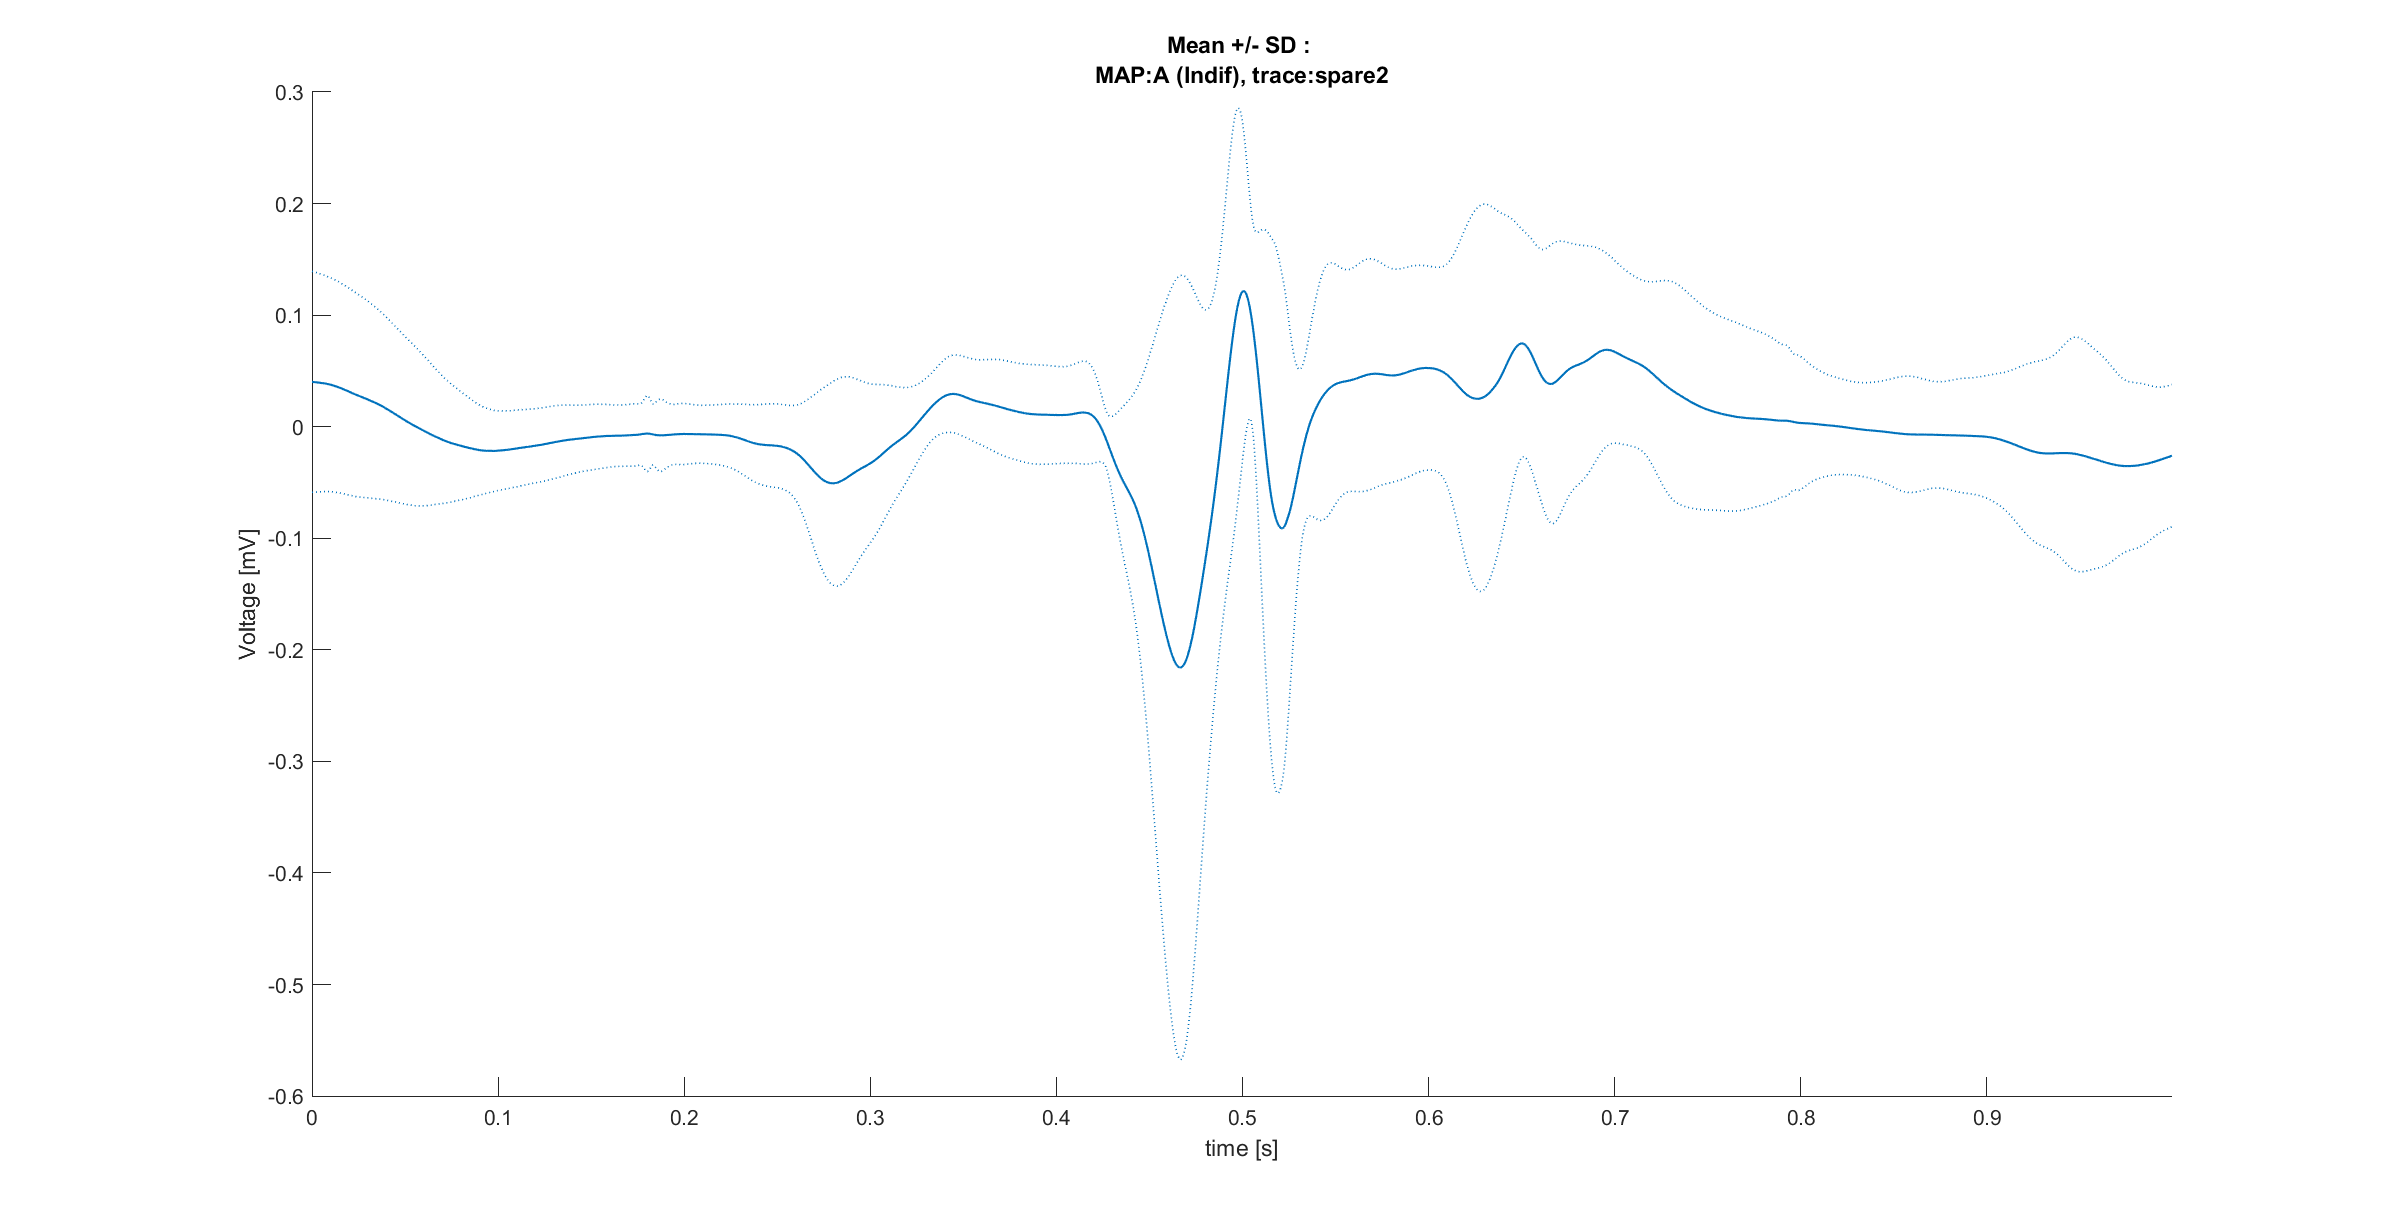 Mean +/- SD :
MAP:A (Indif), trace:spare2
0.3
0.2
0.1
0
-0.1
-0.2
-0.3
-0.4
-0.5
-0.6
Voltage [mV]
0 0.1 0.2 0.3 0.4 0.5 0.6 0.7 0.8 0.9
time [s]